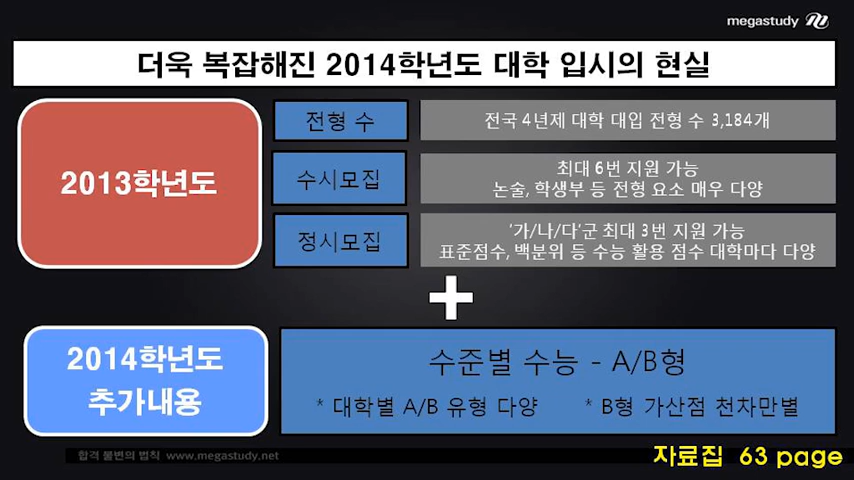 megastudy
더욱 복잡해진 2014학년도 대학 입시의 현실
2013학년도
전형 수
전국 4년제 대학 대입 전형 수 3,184개
수시모집
최대 6번 지원 가능
논술, 학생부 등 전형 요소 매우 다양
정시모집
'가/나/다'군 최대 3번 지원 가능
표준점수, 백분위 등 수능 활용 점수 대학마다 다양
+
2014학년도
추가내용
수준별 수능 - A/B형
* 대학별 A/B 유형 다양 * B형 가산점 천차만별
합격 불변의 법칙 www.megastudy.net
자료집 63 page